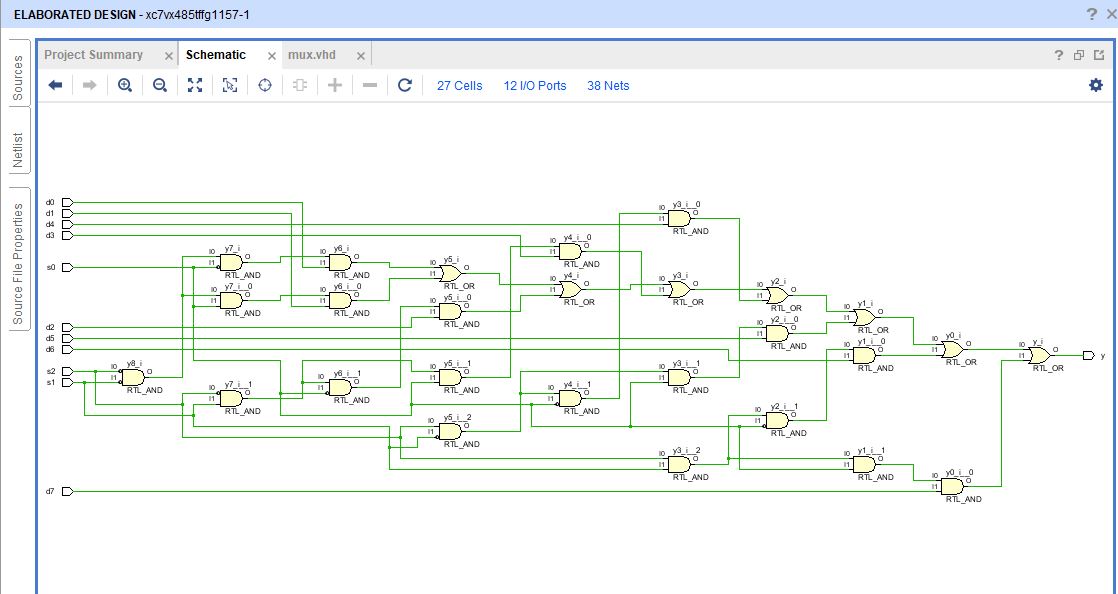 ELABORATED DESIGN - xc7vx485tffg1157-1
Sources
Netlist
Source File Properties
Project Summary
Schematic
mux.vhd
27 Cells 12 I/O Ports 38 Nets
d0
d1
d4
d3
s0
d2
d5
d6
s2
s1
d7
y8_i
I0
I1
O
RTL_AND
y7_i
I0
I1
O
RTL_AND
y7_i__0
I0
I1
O
RTL_AND
y7_i__1
I0
I1
O
RTL_AND
y6_i
I0
I1
O
RTL_AND
y6_i__0
I0
I1
O
RTL_AND
y6_i__1
I0
I1
O
RTL_AND
y5_i
I0
I1
O
RTL_OR
y5_i__0
I0
I1
O
RTL_AND
y5_i__1
I0
I1
O
RTL_AND
y5_i__2
I0
I1
O
RTL_AND
y4_i__0
I0
I1
O
RTL_AND
y4_i
I0
I1
O
RTL_OR
y4_i__1
I0
I1
O
RTL_AND
y3_i__0
I0
I1
O
RTL_AND
y3_i
I0
I1
O
RTL_OR
y3_i__1
I0
I1
O
RTL_AND
y3_i__2
I0
I1
O
RTL_AND
y2_i
I0
I1
O
RTL_OR
y2_i__0
I0
I1
O
RTL_AND
y2_i__1
I0
I1
O
RTL_AND
y1_i
I0
I1
O
RTL_OR
y1_i__0
I0
I1
O
RTL_AND
y1_i__1
I0
I1
O
RTL_AND
y0_i
I0
I1
O
RTL_OR
y0_i__0
I0
I1
O
RTL_AND
y_i
I0
I1
O
RTL_OR
y